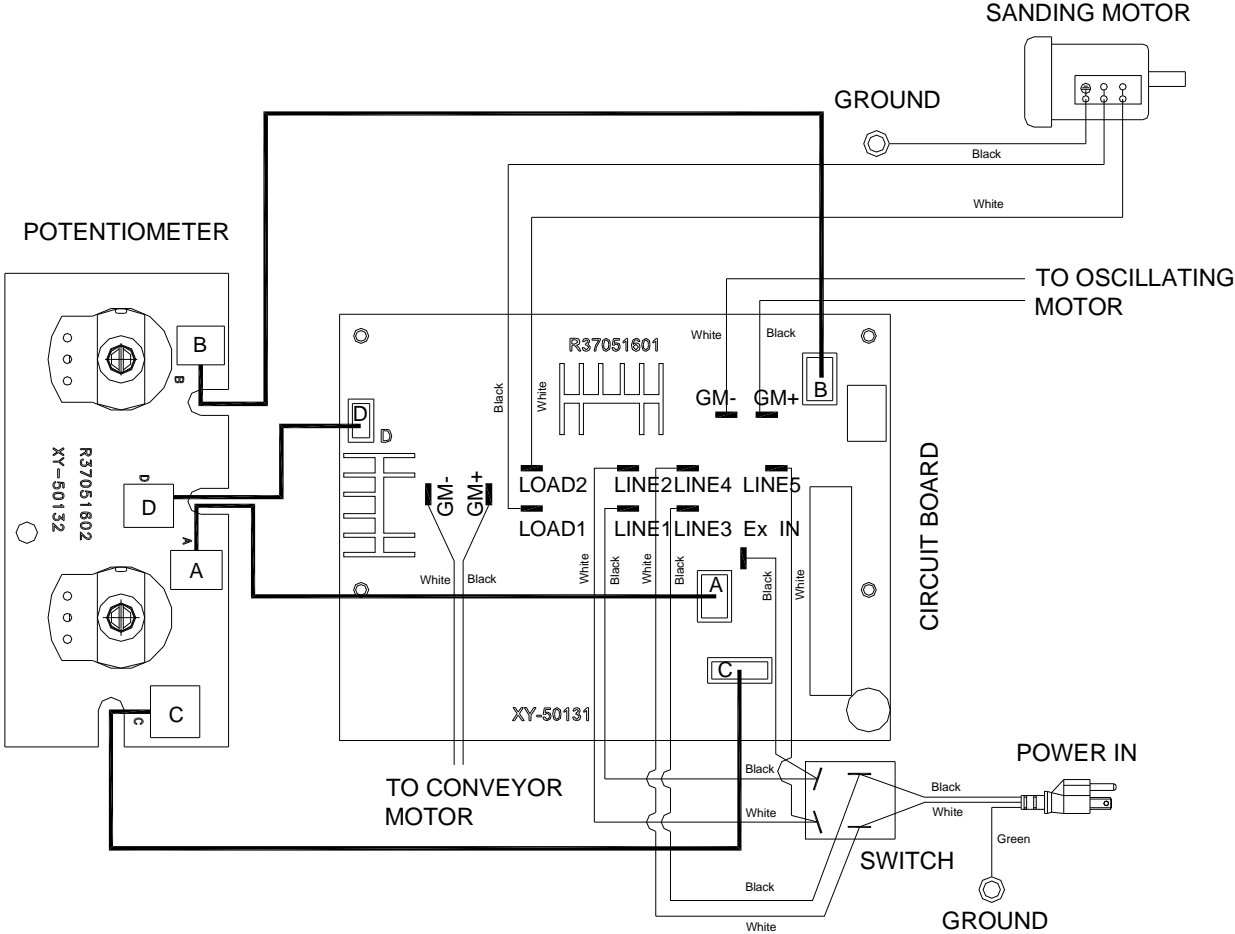 SANDING MOTOR
GROUND
Black
White
POTENTIOMETER
TO OSCILLATING
MOTOR
B
B
D
A
A
C
C
D
R37051602
XY-50132
R37051601
White
Black
GM-
GM+
B
D
D
Black
White
GM-
GM+
LOAD2
LINE2
LINE4
LINE5
LOAD1
LINE1
LINE3
Ex IN
White
Black
White
Black
White
Black
Black
White
A
C
XY-50131
CIRCUIT BOARD
TO CONVEYOR
MOTOR
Black
White
Black
White
SWITCH
POWER IN
Black
White
Green
GROUND